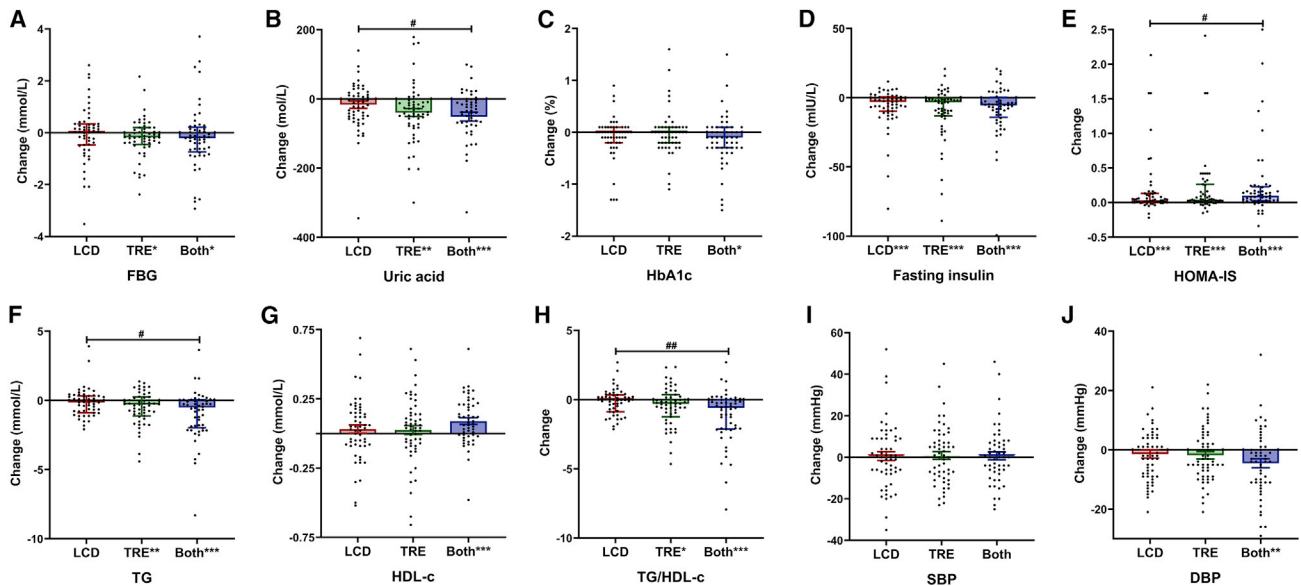 A
Change (mmol/L)
4
2
0
-2
-4
LCD TRE* Both*
FBG
B
#
Change (mmol/L)
200
0
-200
-400
LCD TRE** Both***
Uric acid
C
Change (%)
2
1
0
-1
-2
LCD TRE Both*
HbA1c
D
Change (mIU/L)
50
0
-50
-100
LCD*** TRE*** Both***
Fasting insulin
E
#
Change
2.5
2.0
1.5
1.0
0.5
0.0
-0.5
LCD*** TRE*** Both***
HOMA-IS
F
#
Change (mmol/L)
5
0
-5
-10
LCD TRE** Both***
TG
G
Change (mmol/L)
0.75
0.25
-0.25
-0.75
LCD TRE Both***
HDL-c
H
##
Change
5
0
-5
-10
LCD TRE* Both***
TG/HDL-c
I
Change (mmHg)
60
40
20
0
-20
-40
LCD TRE Both
SBP
J
Change (mmHg)
40
20
0
-20
LCD TRE Both**
DBP